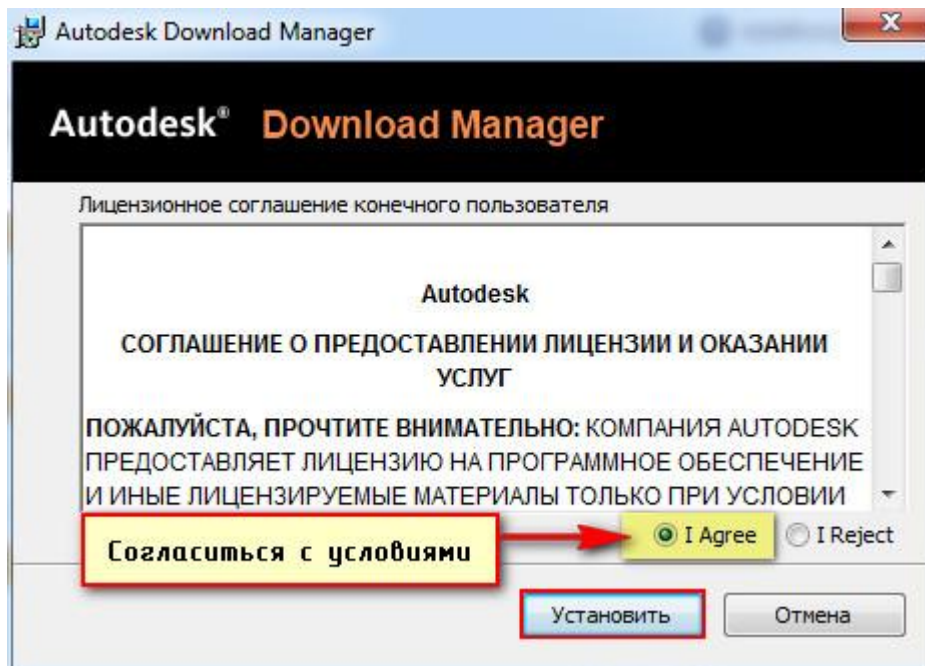 Autodesk Download Manager
Autodesk® Download Manager
Лицензионное соглашение конечного пользователя
Autodesk
СОГЛАШЕНИЕ О ПРЕДОСТАВЛЕНИИ ЛИЦЕНЗИИ И ОКАЗАНИИ
УСЛУГ
ПОЖАЛУЙСТА, ПРОЧТИТЕ ВНИМАТЕЛЬНО: КОМПАНИЯ AUTODESK
ПРЕДОСТАВЛЯЕТ ЛИЦЕНЗИЮ НА ПРОГРАММНОЕ ОБЕСПЕЧЕНИЕ
И ИНЫЕ ЛИЦЕНЗИРУЕМЫЕ МАТЕРИАЛЫ ТОЛЬКО ПРИ УСЛОВИИ
Согласиться с условиями
I Agree I Reject
Установить Отмена